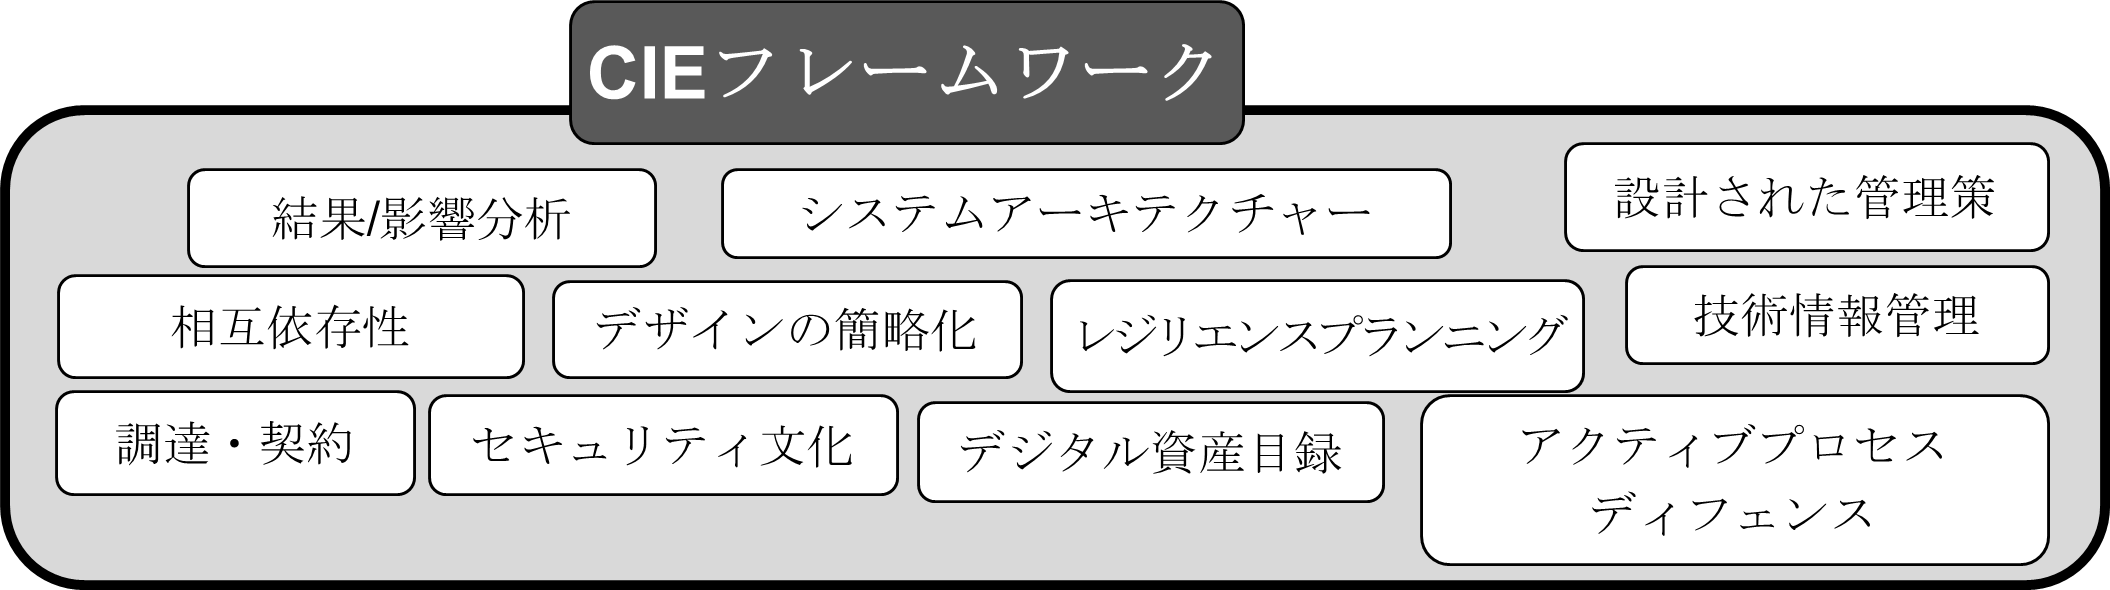 CIEフレームワーク
結果/影響分析
システムアーキテクチャー
設計された管理策
相互依存性
デザインの簡略化
レジリエンスプランニング
技術情報管理
調達・契約
セキュリティ文化
デジタル資産目録
アクティブプロセス
ディフェンス